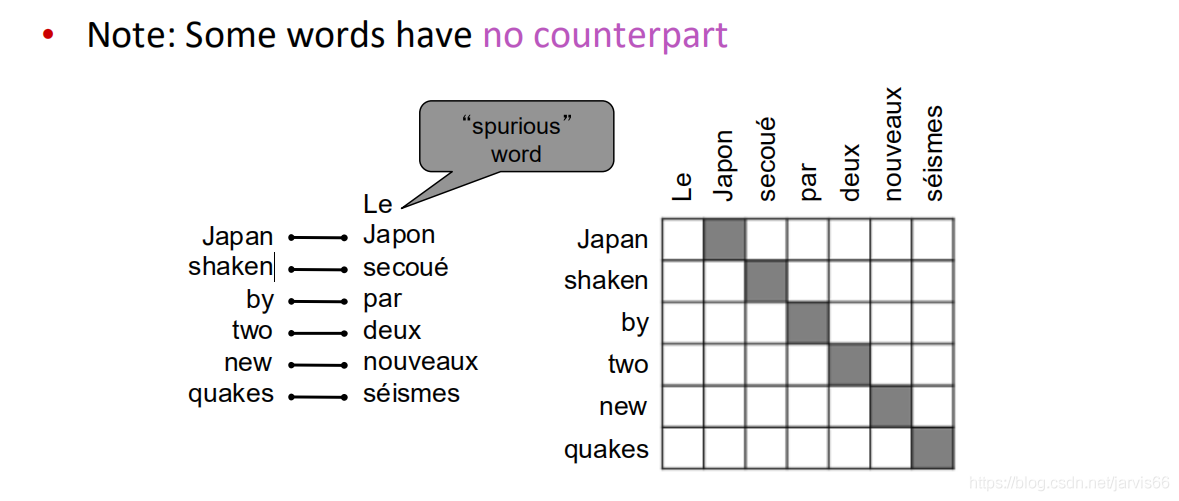 • Note: Some words have no counterpart
“spurious”
word
Le
Japan Japon
shaken secoué
by par
two deux
new nouveaux
quakes séismes
Le Japon secoué par deux nouveaux séismes
Japan
shaken
by
two
new
quakes
https://blog.csdn.net/jarvis66